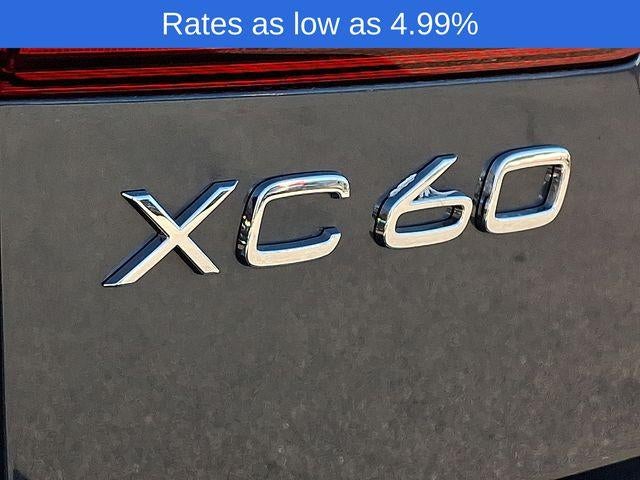 Rates as low as 4.99%
XC60